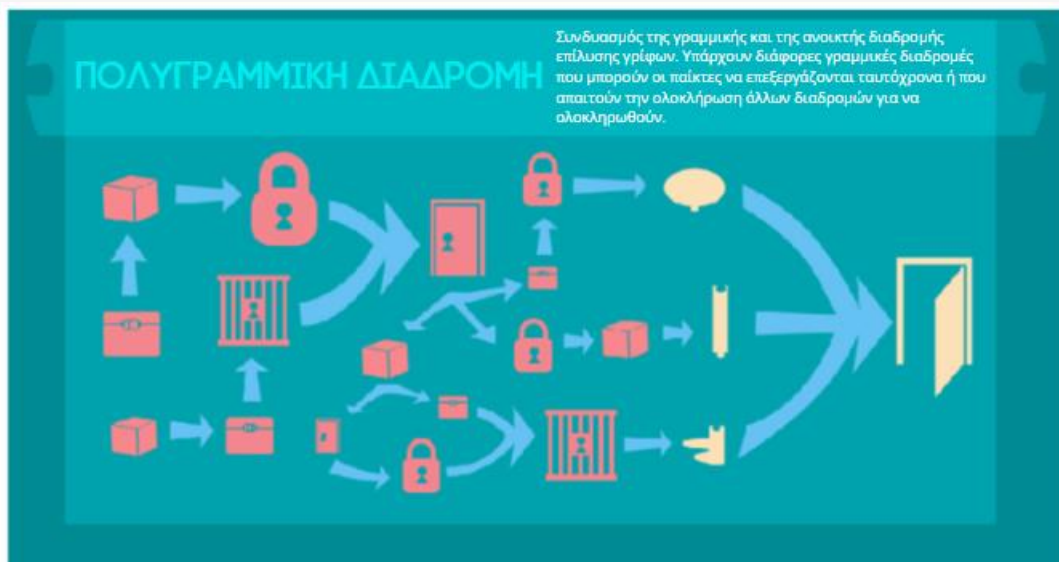 ΠΟΛΥΓΡΑΜΜΙΚΗ ΔΙΑΔΡΟΜΗ
Συνδυασμός της γραμμικής και της ανοικτής διαδρομής
επίλυσης γρίφων. Υπάρχουν διάφορες γραμμικές διαδρομές
που μπορούν οι παίκτες να επεξεργάζονται ταυτόχρονα ή που
απαιτούν την ολοκλήρωση άλλων διαδρομών για να
ολοκληρωθούν.